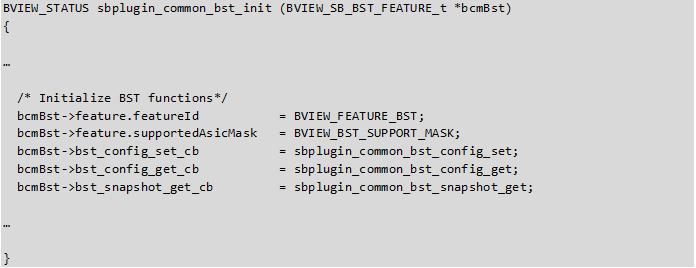 BVIEW_STATUS sbplugin_common_bst_init (BVIEW_SB_BST_FEATURE_t *bcmBst)
{
…
/* Initialize BST functions*/
bcmBst->feature.featureId = BVIEW_FEATURE_BST;
bcmBst->feature.supportedAsicMask = BVIEW_BST_SUPPORT_MASK;
bcmBst->bst_config_set_cb = sbplugin_common_bst_config_set;
bcmBst->bst_config_get_cb = sbplugin_common_bst_config_get;
bcmBst->bst_snapshot_get_cb = sbplugin_common_bst_snapshot_get;
…
}